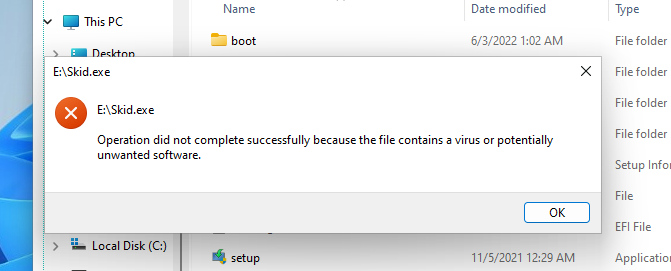 This PC
Name
Date modified
Type
boot
6/3/2022 1:02 AM
File folder
Desktop
File folder
E:\Skid.exe
File folder
E:\Skid.exe
File folder
Operation did not complete successfully because the file contains a virus or potentially
unwanted software.
Setup Infor
File
OK
EFI File
Local Disk (C:)
setup
11/5/2021 12:29 AM
Application